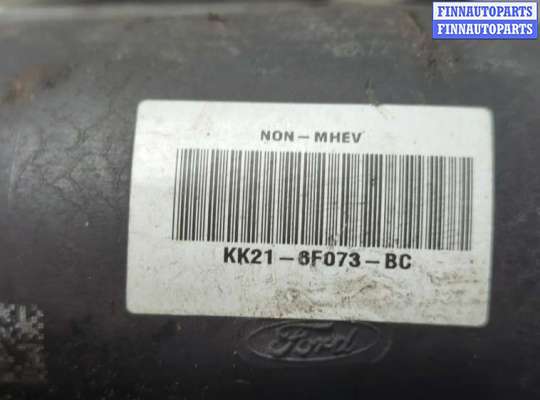 FINNAUTOPARTS
FINNAUTOPARTS
NON-MHEV
KK21-6F073-BC
Ford